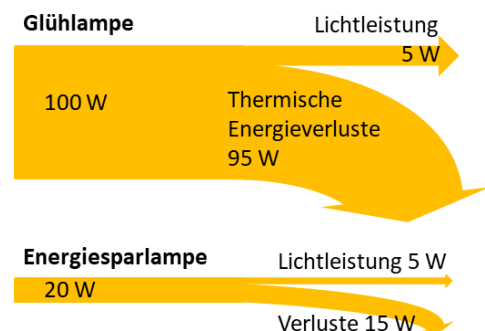 Glühlampe
Lichtleistung
5 W
100 W
Thermische
Energieverluste
95 W
Energiesparlampe
Lichtleistung 5 W
20 W
Verluste 15 W